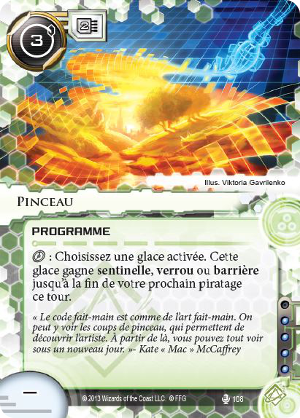 3
Illus. Viktoria Gavrilenko
PINCEAU
PROGRAMME
: Choisissez une glace activée. Cette
glace gagne sentinelle, verrou ou barrière
jusqu'à la fin de votre prochain piratage
ce tour.
« Le code fait-main est comme de l'art fait-main. On
peut y voir les coups de pinceau, qui permettent de
découvrir l'artiste. À partir de là, vous pouvez tout voir
sous un nouveau jour. »- Kate « Mac » McCaffrey
–
© 2013 Wizards of the Coast LLC. © FFG
106